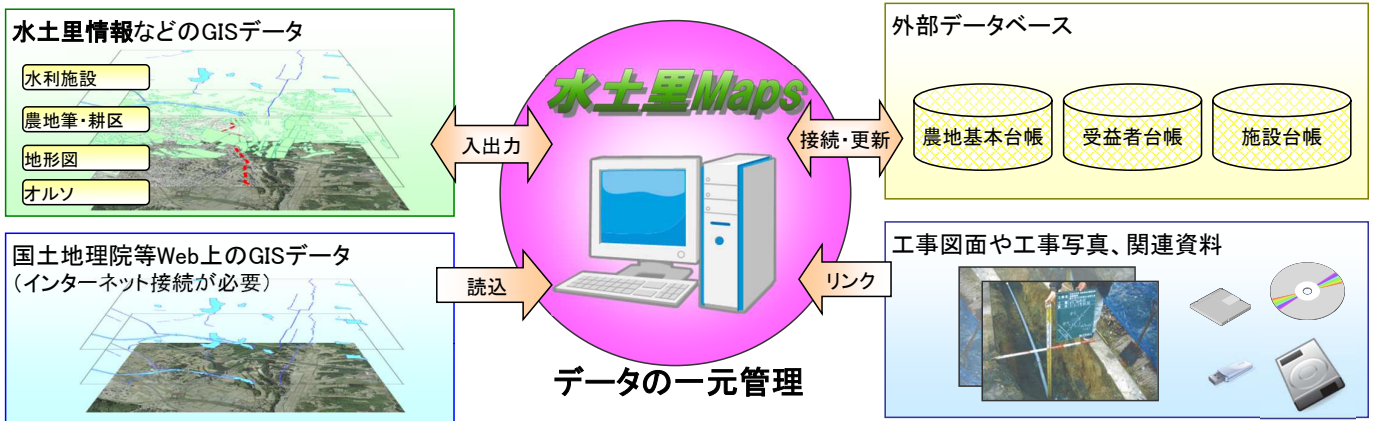 水土里情報などのGISデータ
水利施設
農地筆・耕区
地形図
オルソ
入出力
水土里Maps
接続・更新
外部データベース
農地基本台帳
受益者台帳
施設台帳
国土地理院等Web上のGISデータ
（インターネット接続が必要）
読込
リンク
データの一元管理
工事図面や工事写真、関連資料